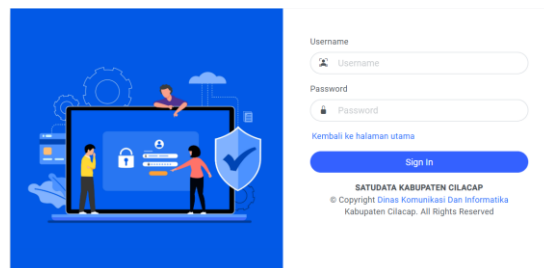 Username
Username
Password
Password
Kembali ke halaman utama
Sign In
SATUDATA KABUPATEN CILACAP
© Copyright Dinas Komunikasi Dan Informatika
Kabupaten Cilacap. All Rights Reserved